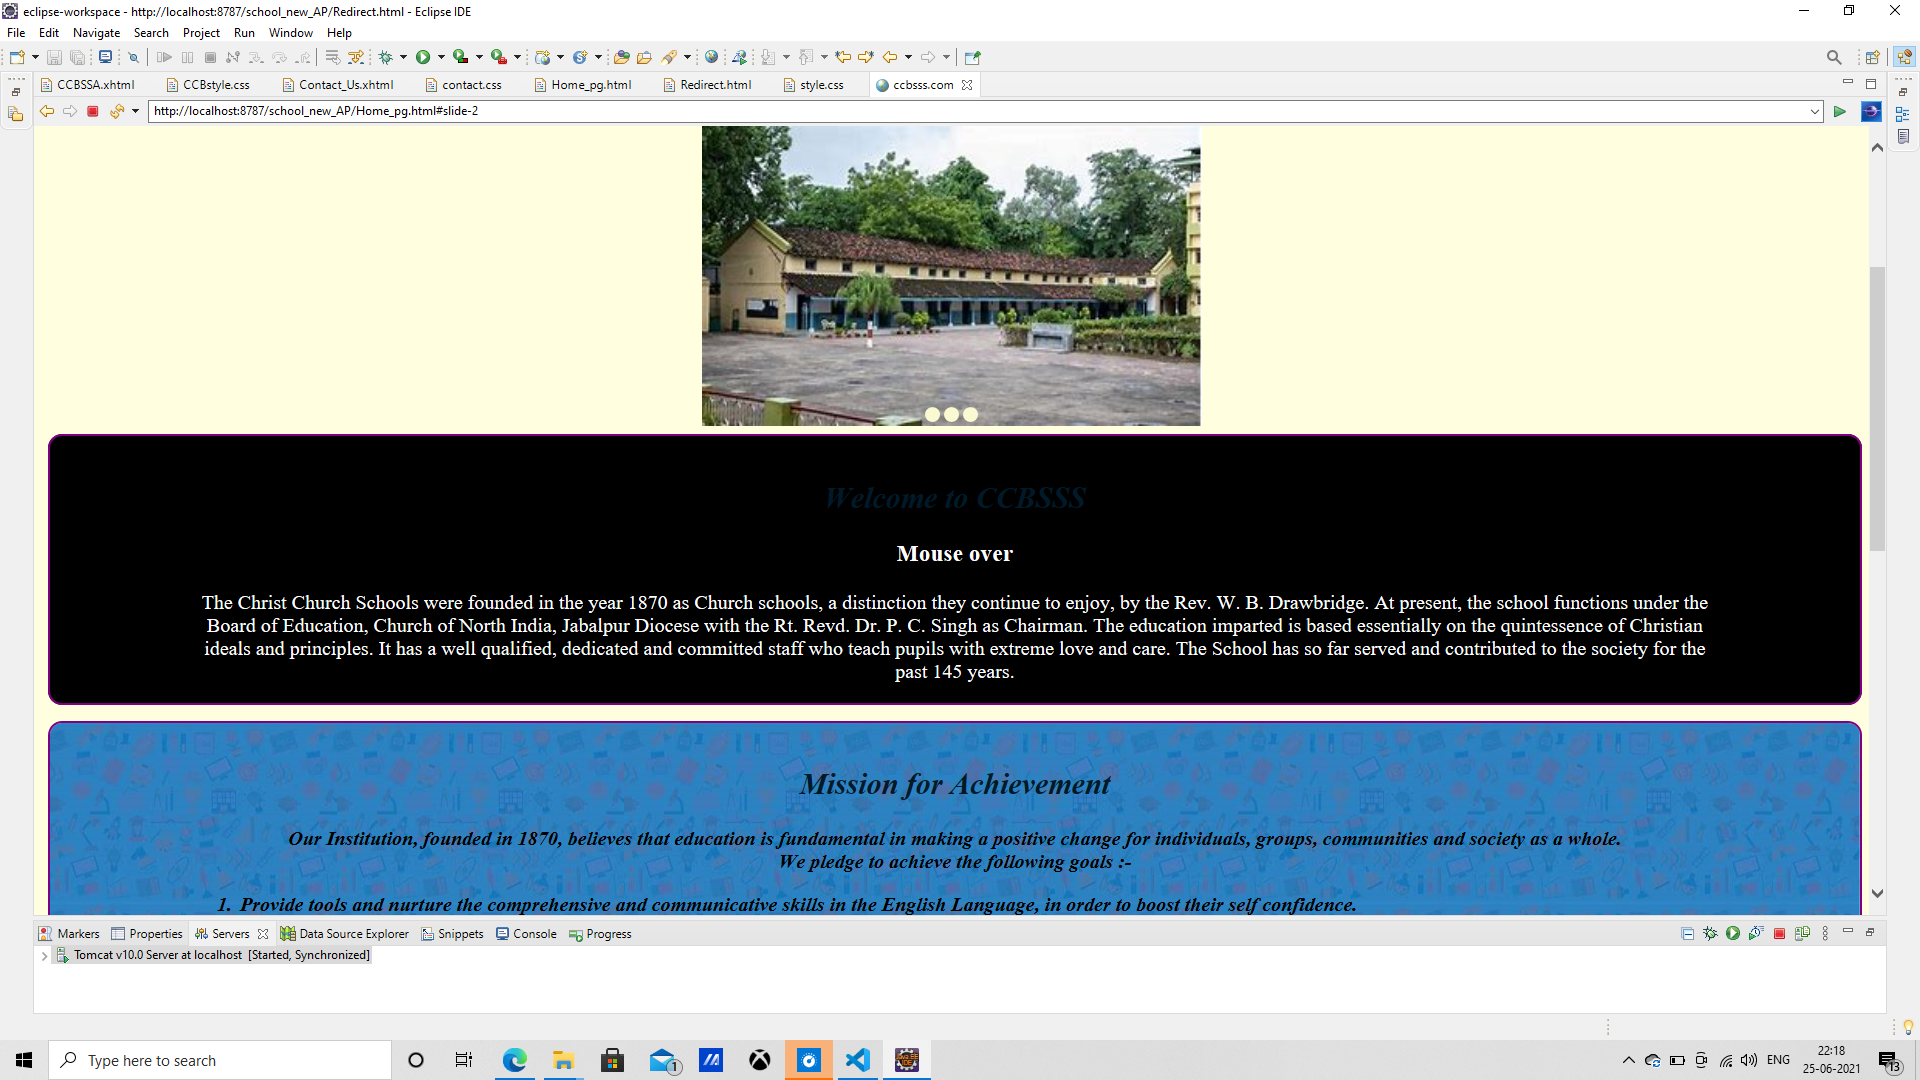 eclipse-workspace - http://localhost:8787/school_new_AP/Redirect.html - Eclipse IDE
File Edit Navigate Search Project Run Window Help
CCBSSA.xhtml CCBstyle.css Contact_Us.xhtml contact.css Home_pg.html Redirect.html style.css ccbsss.com
http://localhost:8787/school_new_AP/Home_pg.html#slide-2
Welcome to CCBSSS
Mouse over
The Christ Church Schools were founded in the year 1870 as Church schools, a distinction they continue to enjoy, by the Rev. W. B. Drawbridge. At present, the school functions under the
Board of Education, Church of North India, Jabalpur Diocese with the Rt. Revd. Dr. P. C. Singh as Chairman. The education imparted is based essentially on the quintessence of Christian
ideals and principles. It has a well qualified, dedicated and committed staff who teach pupils with extreme love and care. The School has so far served and contributed to the society for the
past 145 years.
Mission for Achievement
Our Institution, founded in 1870, believes that education is fundamental in making a positive change for individuals, groups, communities and society as a whole.
We pledge to achieve the following goals :-
1. Provide tools and nurture the comprehensive and communicative skills in the English Language, in order to boost their self confidence.
Markers Properties Servers Data Source Explorer Snippets Console Progress
Tomcat v10.0 Server at localhost [Started, Synchronized]
Type here to search
1
ENG
22:18
25-06-2021
13